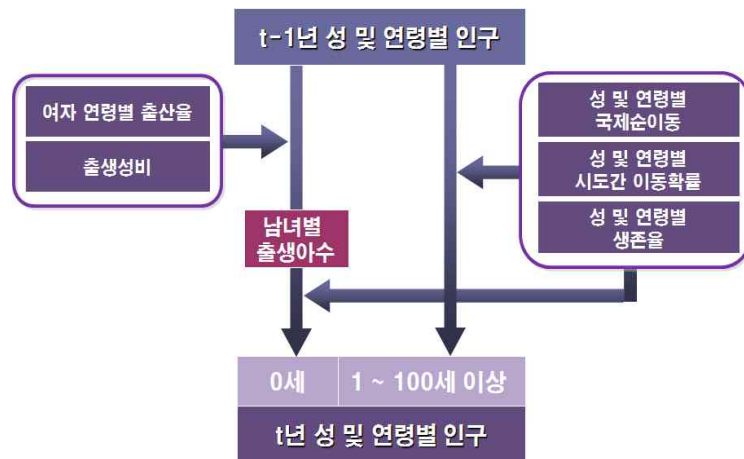 t-1년 성 및 연령별 인구
여자 연령별 출산율
출생성비
성 및 연령별
국제순이동
성 및 연령별
시도간 이동확률
성 및 연령별
생존율
남녀별
출생아수
0세
1 ~ 100세 이상
t년 성 및 연령별 인구